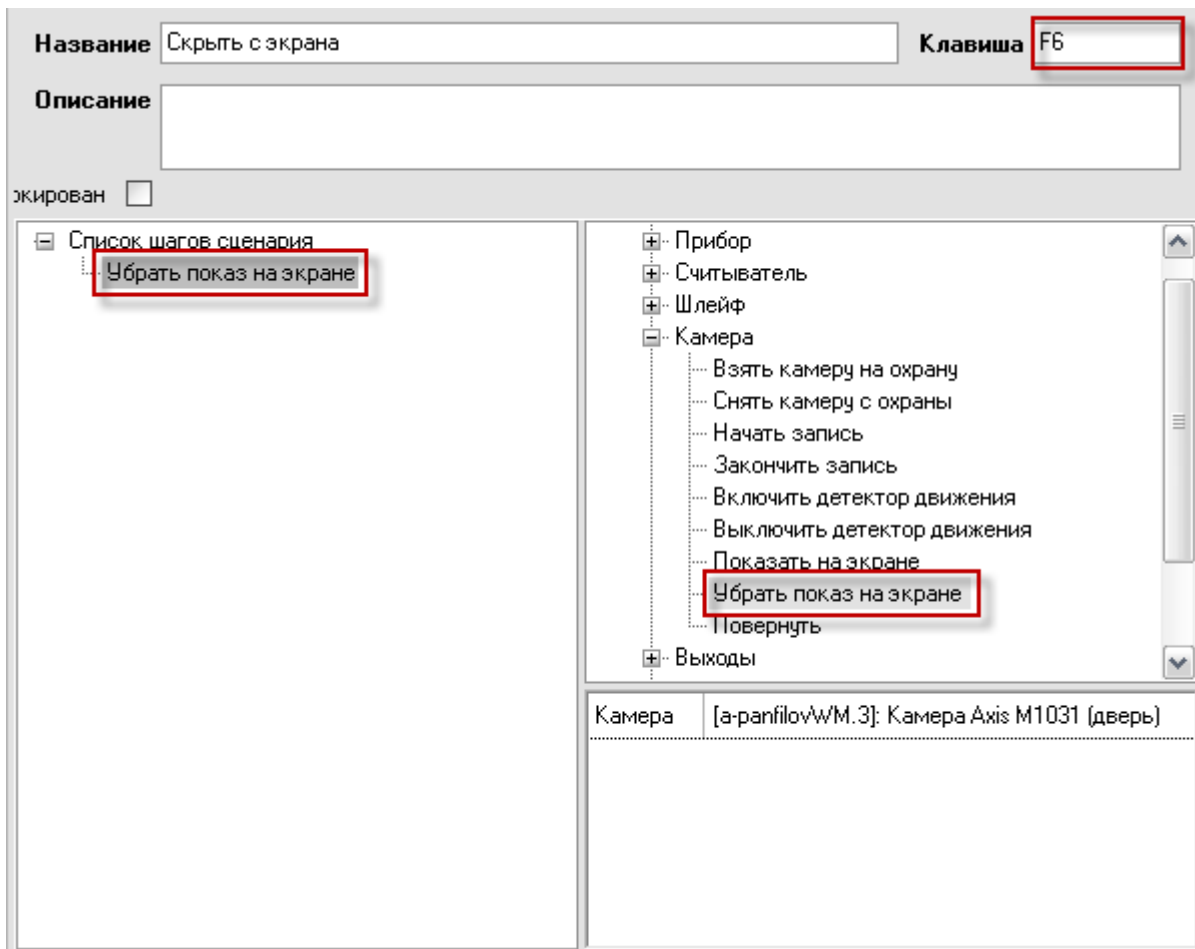 Название Скрыть с экрана Клавиша F6
Описание
окирован
Список шагов сценария
Убрать показ на экране
Прибор
Считыватель
Шлейф
Камера
Взять камеру на охрану
Снять камеру с охраны
Начать запись
Закончить запись
Включить детектор движения
Выключить детектор движения
Показать на экране
Убрать показ на экране
Повернуть
Выходы
Камера [a-panfilovWM.3]: Камера Axis M1031 (дверь)